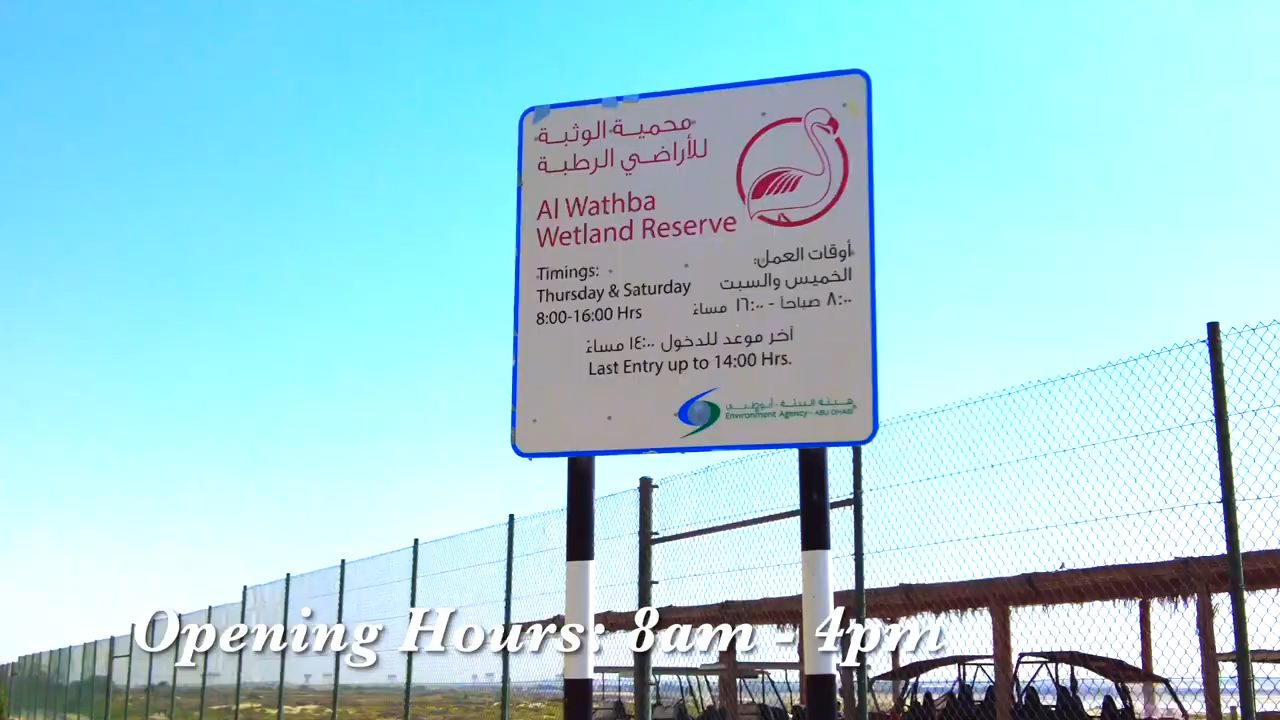 محمية الوثبة
للأراضي الرطبة
Al Wathba
Wetland Reserve
أوقات العمل:
الخميس والسبت
٨:٠٠ صباحاً - ١٦:٠٠ مساءً
Timings:
Thursday & Saturday
8:00-16:00 Hrs
آخر موعد للدخول ١٤:٠٠ مساءً
Last Entry up to 14:00 Hrs.
هيئة البيئة - أبوظبي
Environment Agency - ABU DHABI
Opening Hours: 8am - 4pm